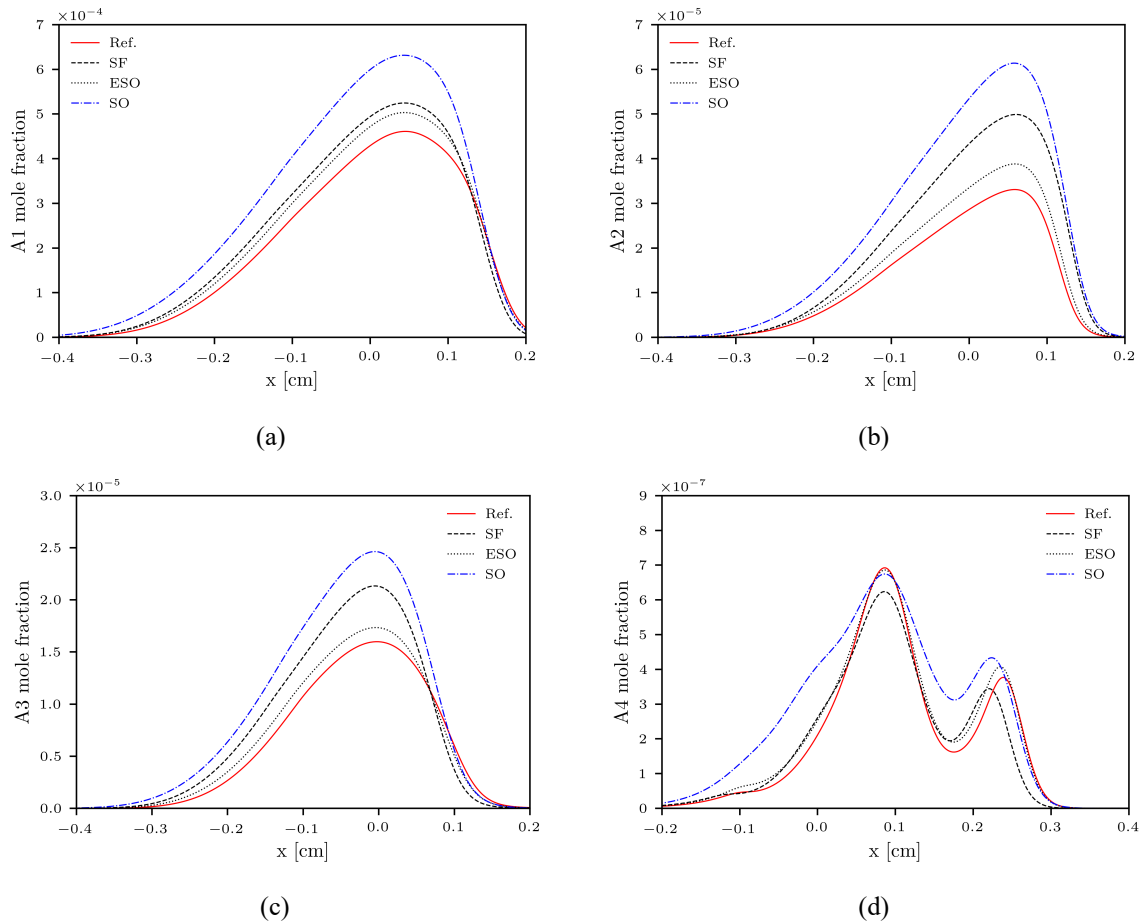 ×10⁻⁴
7
6
5
4
3
2
1
0
A1 mole fraction
Ref.
SF
ESO
SO
−0.4 −0.3 −0.2 −0.1 0.0 0.1 0.2
x [cm]
(a)
×10⁻⁵
7
6
5
4
3
2
1
0
A2 mole fraction
Ref.
SF
ESO
SO
−0.4 −0.3 −0.2 −0.1 0.0 0.1 0.2
x [cm]
(b)
×10⁻⁵
3.0
2.5
2.0
1.5
1.0
0.5
0.0
A3 mole fraction
Ref.
SF
ESO
SO
−0.4 −0.3 −0.2 −0.1 0.0 0.1 0.2
x [cm]
(c)
×10⁻⁷
9
8
7
6
5
4
3
2
1
0
A4 mole fraction
Ref.
SF
ESO
SO
−0.2 −0.1 0.0 0.1 0.2 0.3 0.4
x [cm]
(d)